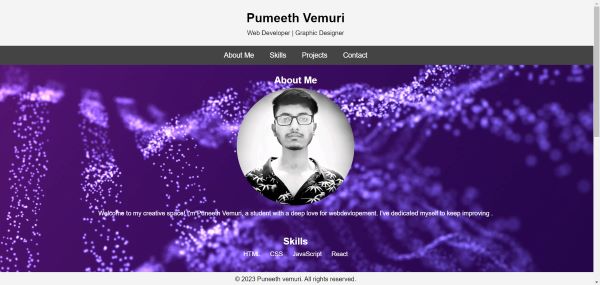 Pumeeth Vemuri
Web Developer | Graphic Designer
About Me Skills Projects Contact
About Me
Welcome to my creative space! I'm Puneeth Vemuri, a student with a deep love for webdevlopement. I've dedicated myself to keep improving .
Skills
HTML CSS JavaScript React
© 2023 Puneeth vemuri. All rights reserved.